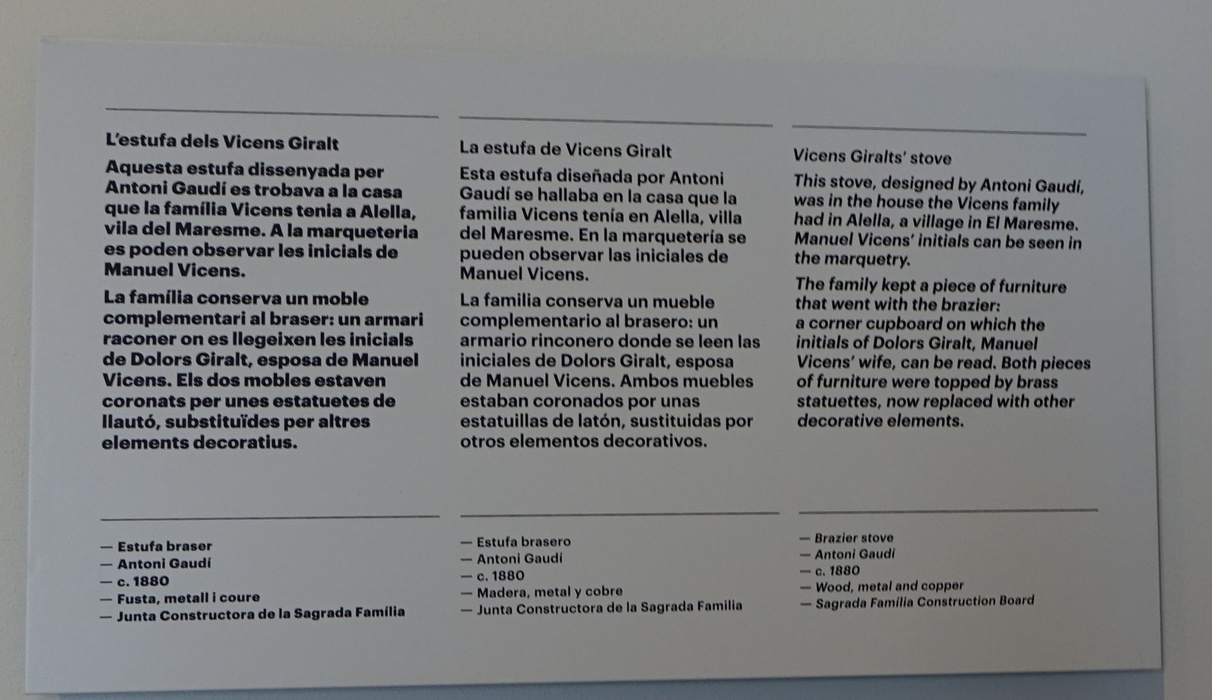 L'estufa dels Vicens Giralt
Aquesta estufa dissenyada per
Antoni Gaudí es trobava a la casa
que la família Vicens tenia a Alella,
vila del Maresme. A la marqueteria
es poden observar les inicials de
Manuel Vicens.
La família conserva un moble
complementari al braser: un armari
raconer on es llegeixen les inicials
de Dolors Giralt, esposa de Manuel
Vicens. Els dos mobles estaven
coronats per unes estatuetes de
llautó, substituïdes per altres
elements decoratius.
— Estufa braser
— Antoni Gaudí
— c. 1880
— Fusta, metall i coure
— Junta Constructora de la Sagrada Família
La estufa de Vicens Giralt
Esta estufa diseñada por Antoni
Gaudí se hallaba en la casa que la
familia Vicens tenía en Alella, villa
del Maresme. En la marquetería se
pueden observar las iniciales de
Manuel Vicens.
La familia conserva un mueble
complementario al brasero: un
armario rinconero donde se leen las
iniciales de Dolors Giralt, esposa
de Manuel Vicens. Ambos muebles
estaban coronados por unas
estatuillas de latón, sustituidas por
otros elementos decorativos.
— Estufa brasero
— Antoni Gaudí
— c. 1880
— Madera, metal y cobre
— Junta Constructora de la Sagrada Familia
Vicens Giralts' stove
This stove, designed by Antoni Gaudí,
was in the house the Vicens family
had in Alella, a village in El Maresme.
Manuel Vicens' initials can be seen in
the marquetry.
The family kept a piece of furniture
that went with the brazier:
a corner cupboard on which the
initials of Dolors Giralt, Manuel
Vicens' wife, can be read. Both pieces
of furniture were topped by brass
statuettes, now replaced with other
decorative elements.
— Brazier stove
— Antoni Gaudí
— c. 1880
— Wood, metal and copper
— Sagrada Família Construction Board